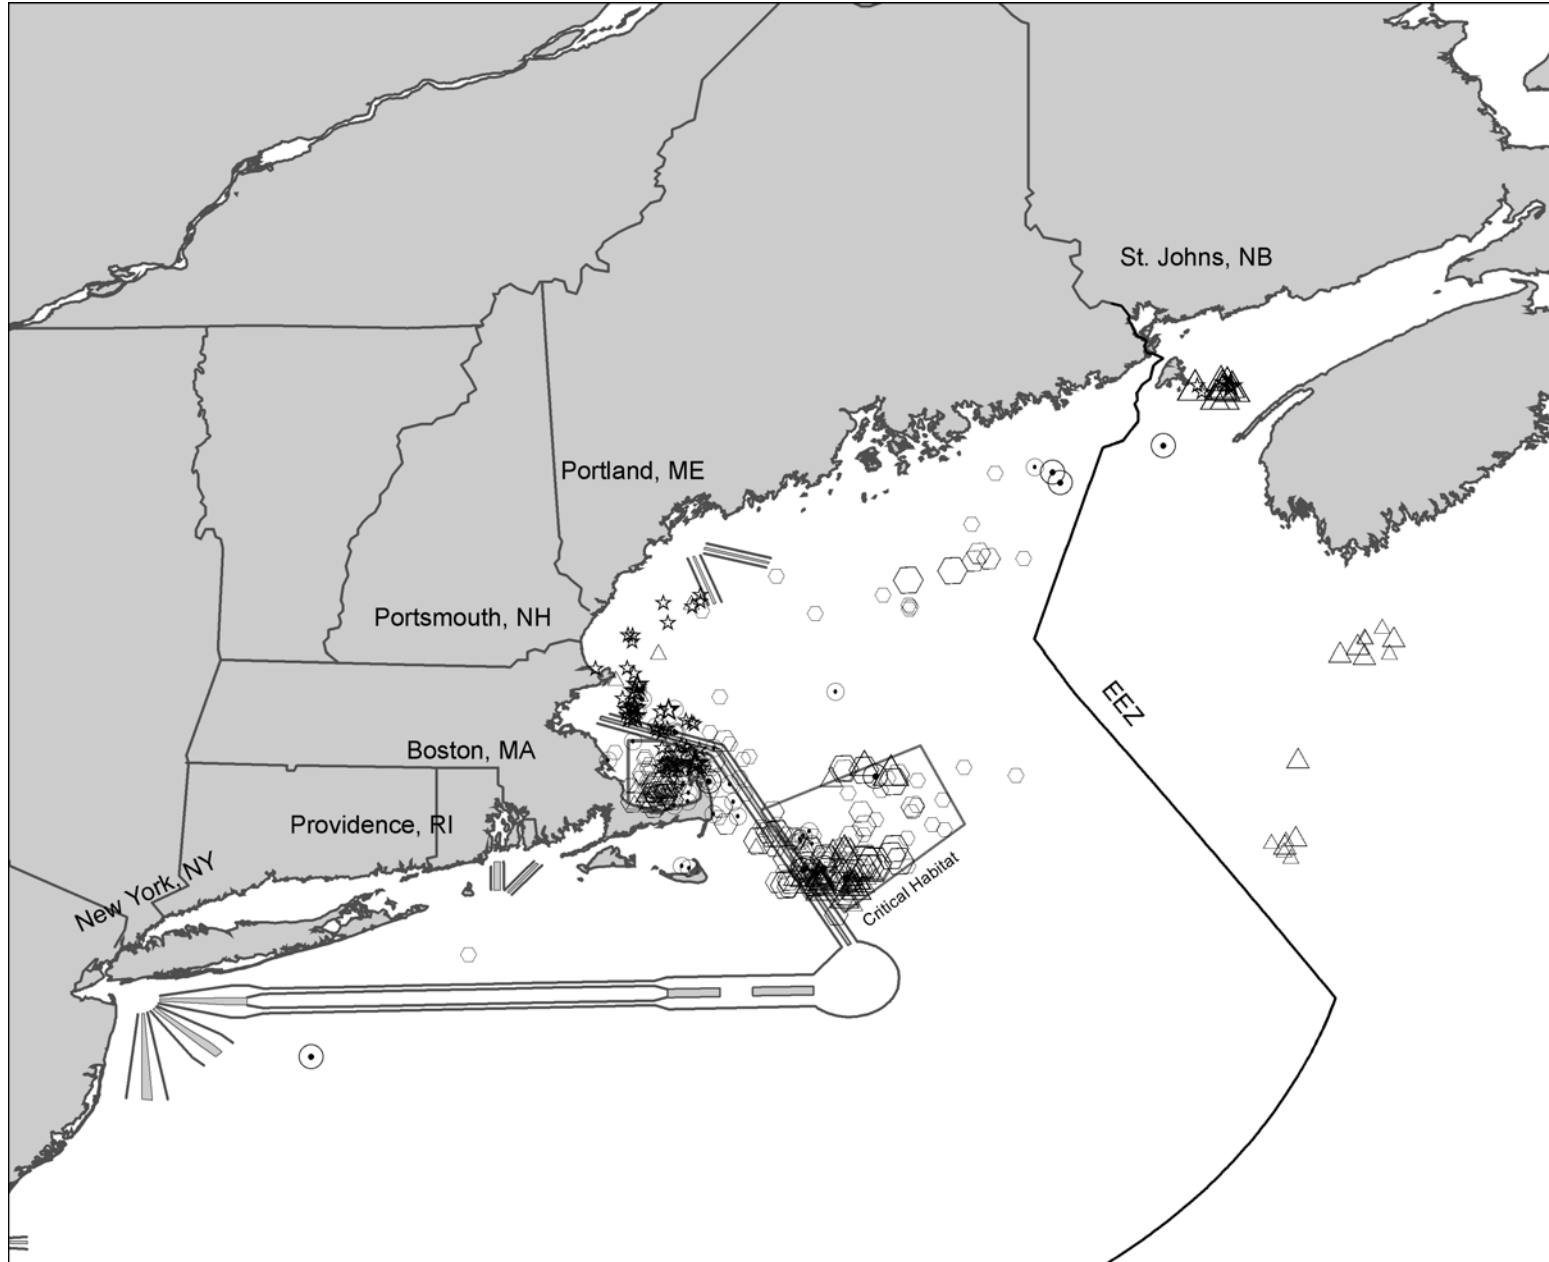 St. Johns, NB
Portland, ME
Portsmouth, NH
EEZ
Boston, MA
Providence, RI
Critical Habitat
New York, NY